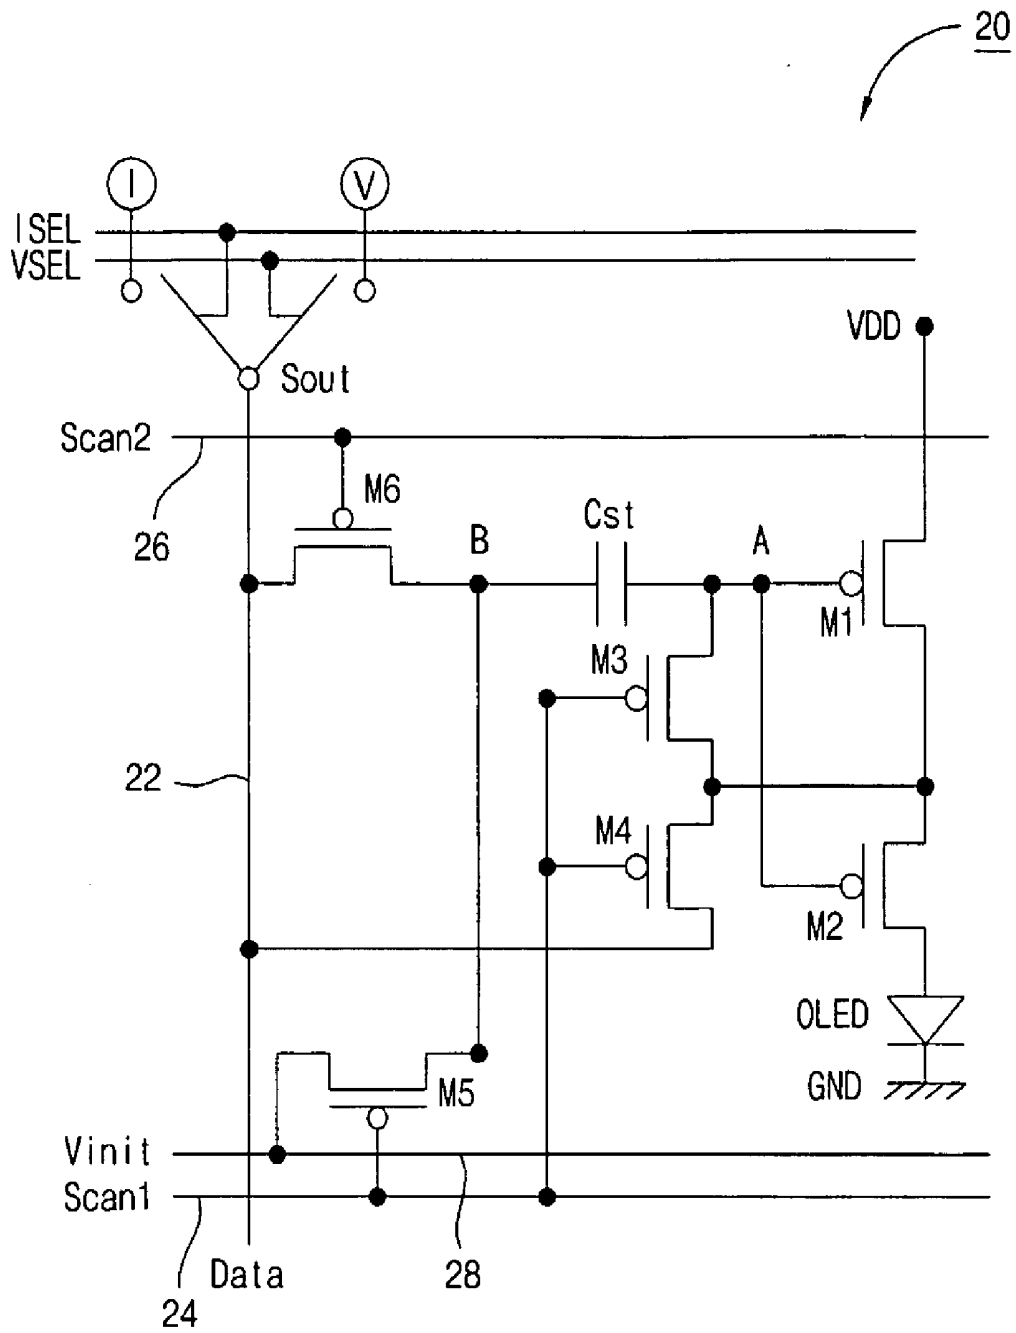 20
I
V
ISEL
VSEL
VDD
Sout
Scan2
M6
26
B
Cst
A
M1
M3
22
M4
M2
OLED
M5
GND
Vinit
Scan1
28
Data
24